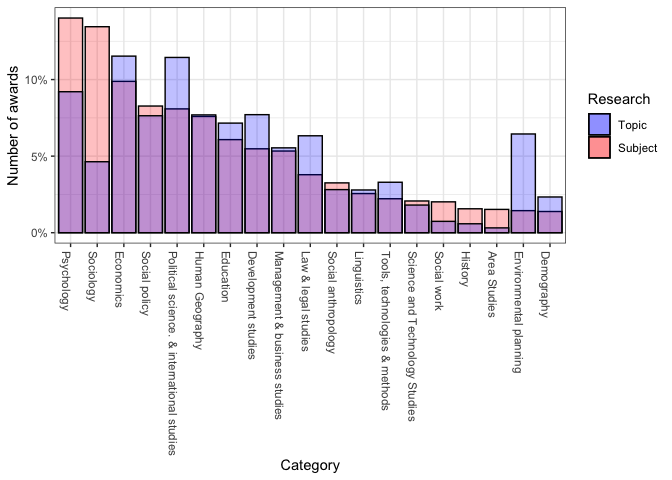 Number of awards
10%
5%
0%
Psychology
Sociology
Economics
Social policy
Political science. & international studies
Human Geography
Education
Development studies
Management & business studies
Law & legal studies
Social anthropology
Linguistics
Tools, technologies & methods
Science and Technology Studies
Social work
History
Area Studies
Environmental planning
Demography
Category
Research
Topic
Subject